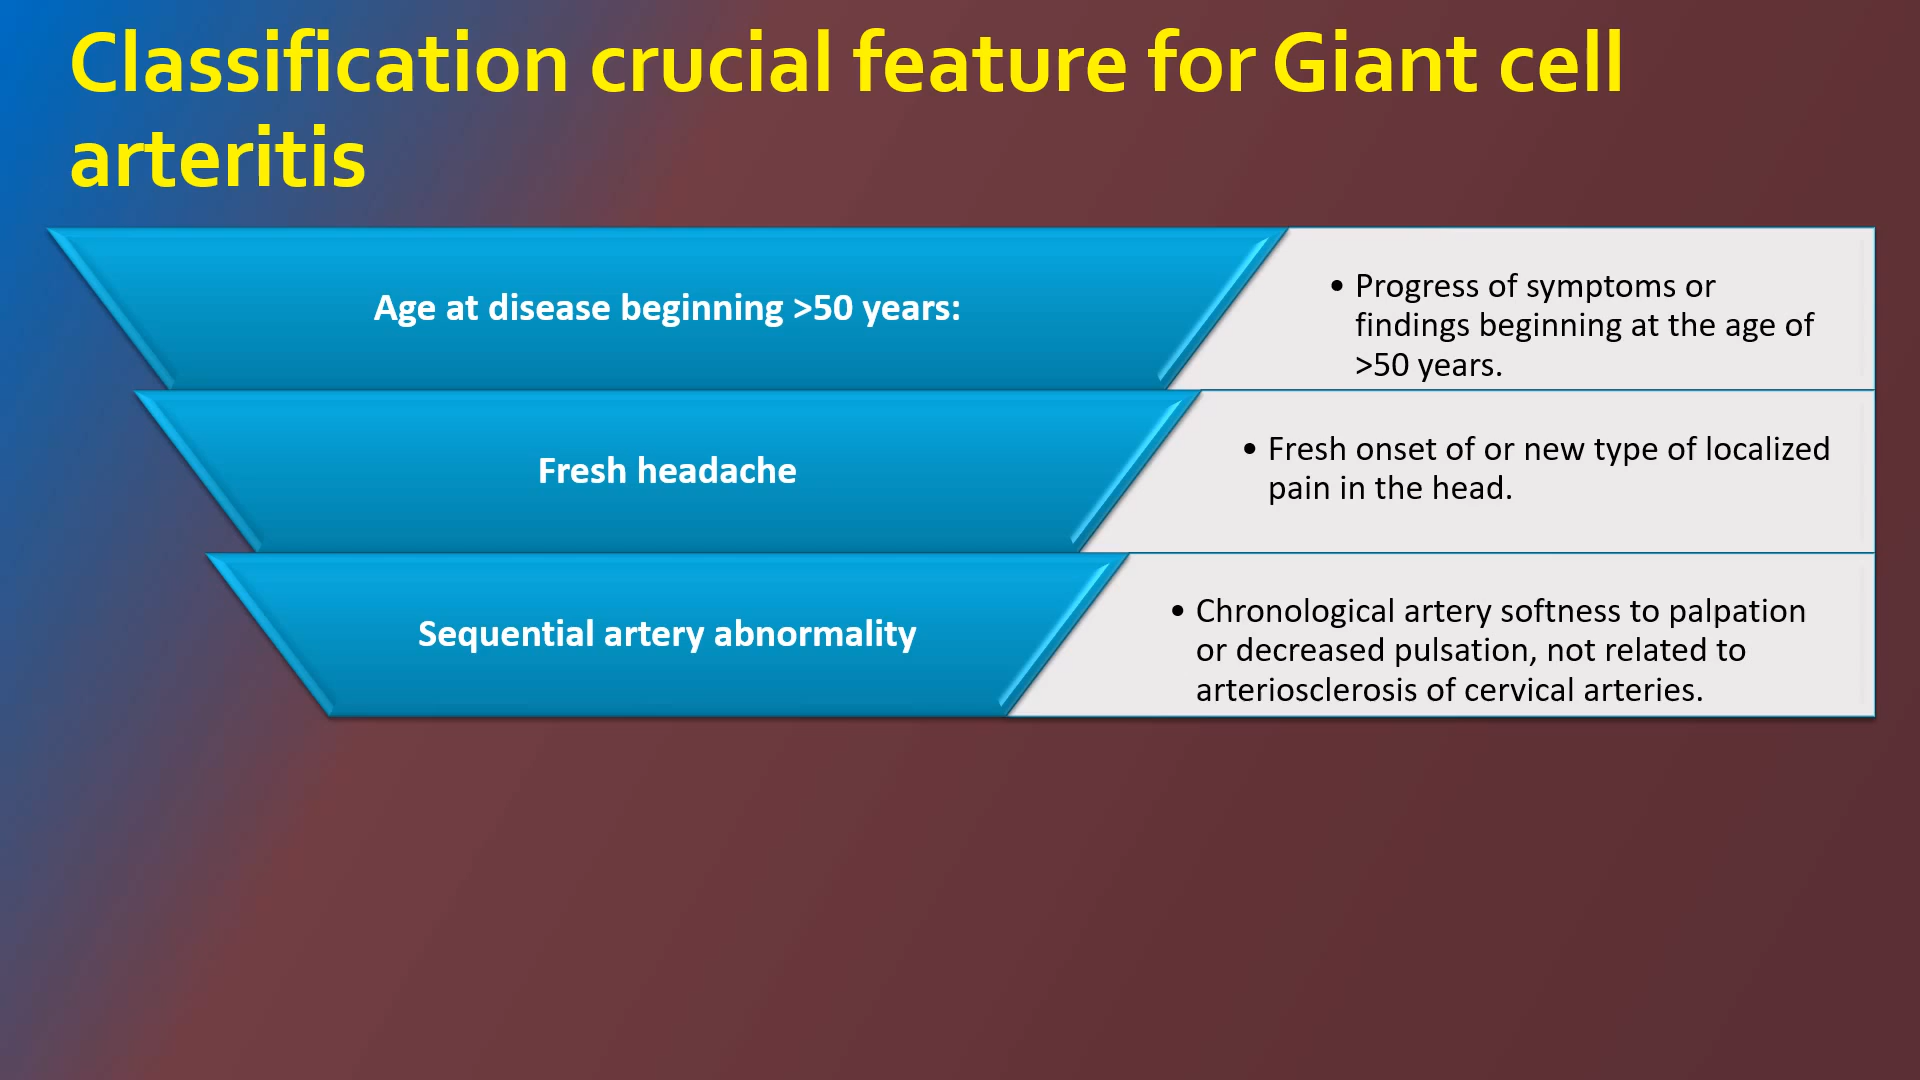 Classification crucial feature for Giant cell
arteritis
Age at disease beginning >50 years:
• Progress of symptoms or
findings beginning at the age of
>50 years.
Fresh headache
• Fresh onset of or new type of localized
pain in the head.
Sequential artery abnormality
• Chronological artery softness to palpation
or decreased pulsation, not related to
arteriosclerosis of cervical arteries.